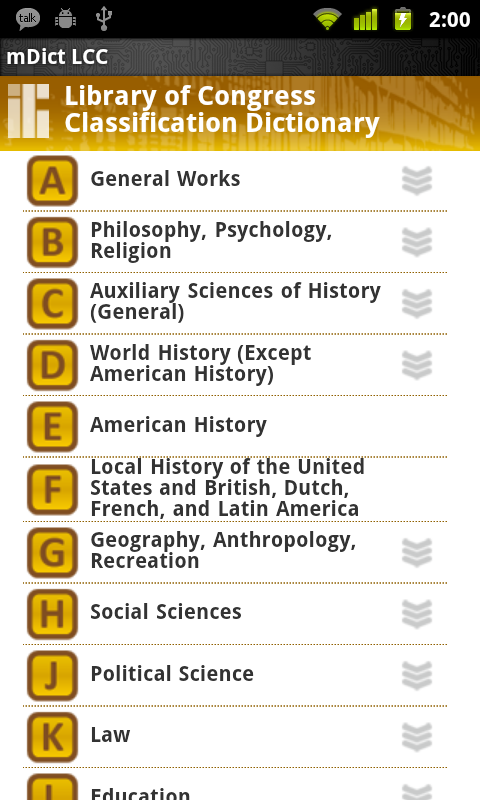 talk
2:00
mDict LCC
Library of Congress
Classification Dictionary
A
General Works
B
Philosophy, Psychology,
Religion
C
Auxiliary Sciences of History
(General)
D
World History (Except
American History)
E
American History
F
Local History of the United
States and British, Dutch,
French, and Latin America
G
Geography, Anthropology,
Recreation
H
Social Sciences
J
Political Science
K
Law
L
Education